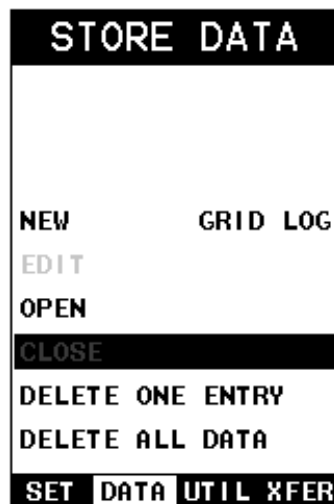 STORE DATA
NEW GRID LOG
EDIT
OPEN
CLOSE
DELETE ONE ENTRY
DELETE ALL DATA
SET DATA UTIL XFER